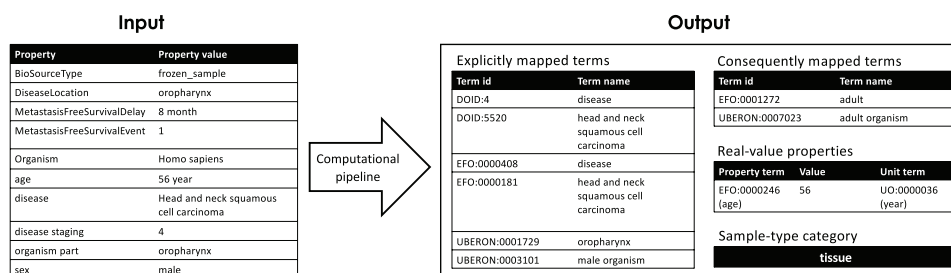 Input
Property Property value
BioSourceType frozen_sample
DiseaseLocation oropharynx
MetastasisFreeSurvivalDelay 8 month
MetastasisFreeSurvivalEvent 1
Organism Homo sapiens
age 56 year
disease Head and neck squamous
cell carcinoma
disease staging 4
organism part oropharynx
sex male
Computational
pipeline
Output
Explicitly mapped terms
Term id Term name
DOID:4 disease
DOID:5520 head and neck
squamous cell
carcinoma
EFO:0000408 disease
EFO:0000181 head and neck
squamous cell
carcinoma
UBERON:0001729 oropharynx
UBERON:0003101 male organism
Consequently mapped terms
Term id Term name
EFO:0001272 adult
UBERON:0007023 adult organism
Real-value properties
Property term Value Unit term
EFO:0000246 56 UO:0000036
(age) (year)
Sample-type category
tissue